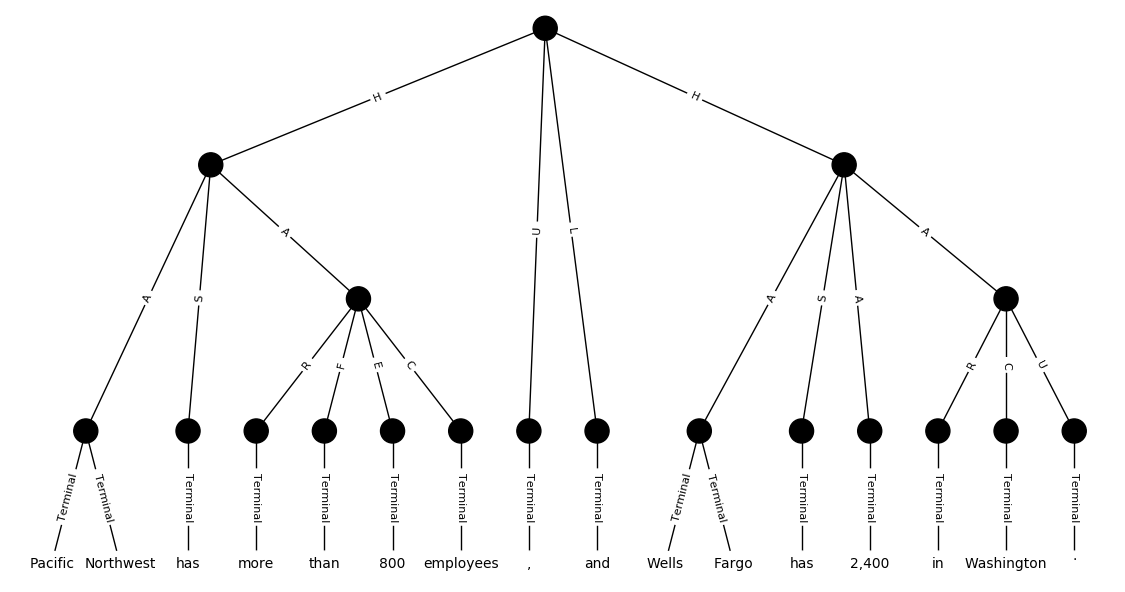 H H
U L
A S A A S A A
R F E C R C U
Terminal Terminal Terminal Terminal Terminal Terminal Terminal Terminal Terminal Terminal Terminal Terminal Terminal Terminal Terminal Terminal
Pacific Northwest has more than 800 employees , and Wells Fargo has 2,400 in Washington .